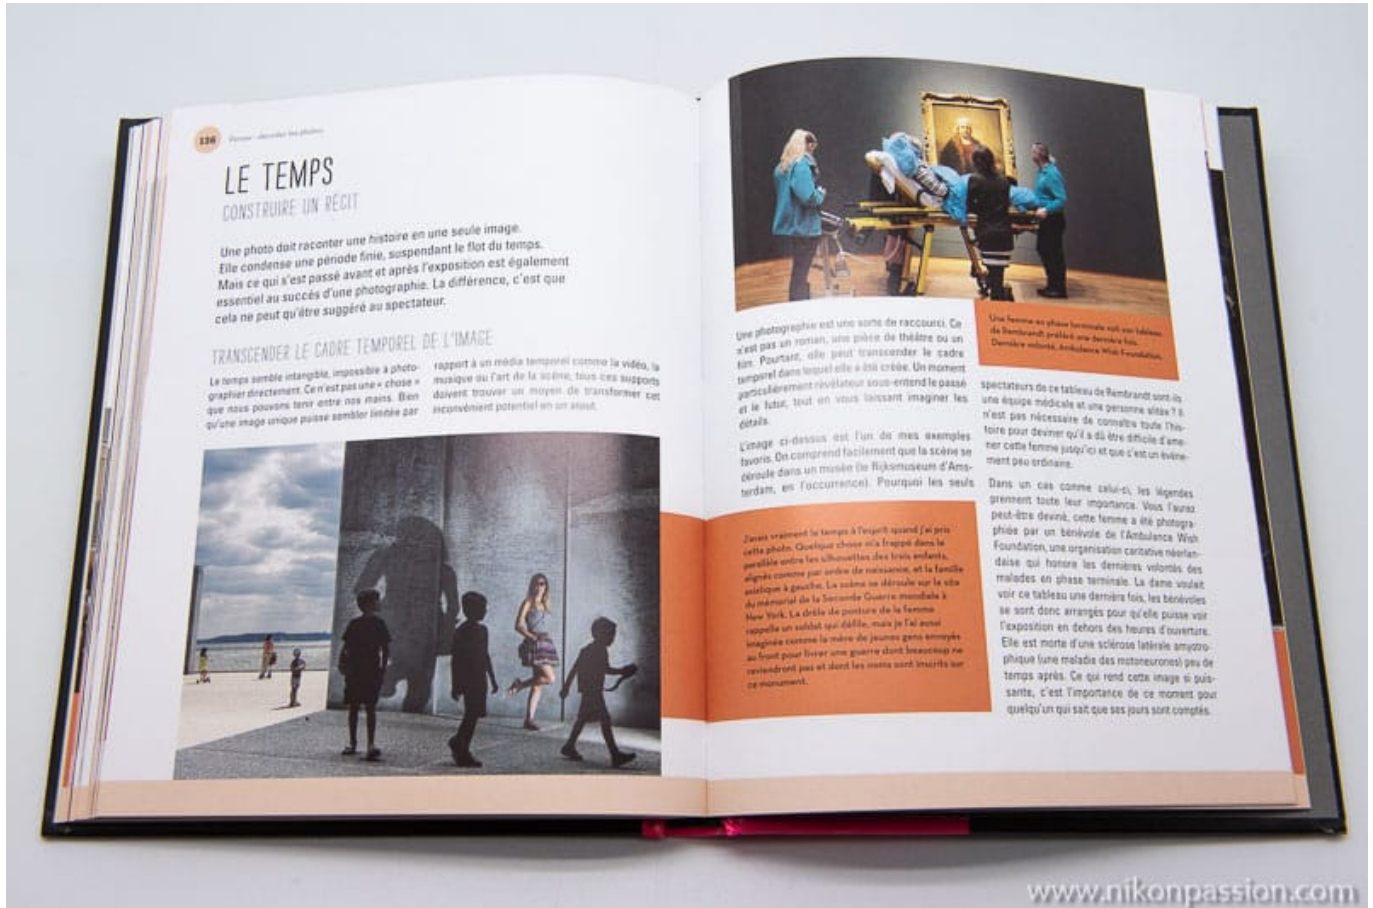 136
Penser : décoder les photos
LE TEMPS
CONSTRUIRE UN RÉCIT
Une photo doit raconter une histoire en une seule image.
Elle condense une période finie, suspendant le flot du temps.
Mais ce qui s'est passé avant et après l'exposition est également
essentiel au succès d'une photographie. La différence, c'est que
cela ne peut qu'être suggéré au spectateur.
TRANSCENDER LE CADRE TEMPOREL DE L'IMAGE
Le temps semble intangible, impossible à photo-
graphier directement. Ce n'est pas une « chose »
que nous pouvons tenir entre nos mains. Bien
qu'une image unique puisse sembler limitée par
rapport à un média temporel comme la vidéo, la
musique ou l'art de la scène, tous ces supports
doivent trouver un moyen de transformer cet
inconvénient potentiel en un atout.
Une femme en phase terminale voit son tableau
de Rembrandt préféré une dernière fois.
Dernière volonté, Ambulance Wish Foundation.
Une photographie est une sorte de raccourci. Ce
n'est pas un roman, une pièce de théâtre ou un
film. Pourtant, elle peut transcender le cadre
temporel dans lequel elle a été créée. Un moment
particulièrement révélateur sous-entend le passé
et le futur, tout en vous laissant imaginer les
détails.
L'image ci-dessus est l'un de mes exemples
favoris. On comprend facilement que la scène se
déroule dans un musée (le Rijksmuseum d'Ams-
terdam, en l'occurrence). Pourquoi les seuls
spectateurs de ce tableau de Rembrandt sont-ils
une équipe médicale et une personne alitée ? Il
n'est pas nécessaire de connaître toute l'his-
toire pour deviner qu'il a dû être difficile d'ame-
ner cette femme jusqu'ici et que c'est un événe-
ment peu ordinaire.
Dans un cas comme celui-ci, les légendes
prennent toute leur importance. Vous l'aurez
peut-être deviné, cette femme a été photogra-
phiée par un bénévole de l'Ambulance Wish
Foundation, une organisation caritative néerlan-
daise qui honore les dernières volontés des
malades en phase terminale. La dame voulait
voir ce tableau une dernière fois, les bénévoles
se sont donc arrangés pour qu'elle puisse voir
l'exposition en dehors des heures d'ouverture.
Elle est morte d'une sclérose latérale amyotro-
phique (une maladie des motoneurones) peu de
temps après. Ce qui rend cette image si puis-
sante, c'est l'importance de ce moment pour
quelqu'un qui sait que ses jours sont comptés.
J'avais vraiment le temps à l'esprit quand j'ai pris
cette photo. Quelque chose m'a frappé dans le
parallèle entre les silhouettes des trois enfants,
alignés comme par ordre de naissance, et la famille
asiatique à gauche. La scène se déroule sur le site
du mémorial de la Seconde Guerre mondiale à
New York. La drôle de posture de la femme
rappelle un soldat qui défile, mais je l'ai aussi
imaginée comme la mère de jeunes gens envoyés
au front pour livrer une guerre dont beaucoup ne
reviendront pas et dont les noms sont inscrits sur
ce monument.
www.nikonpassion.com